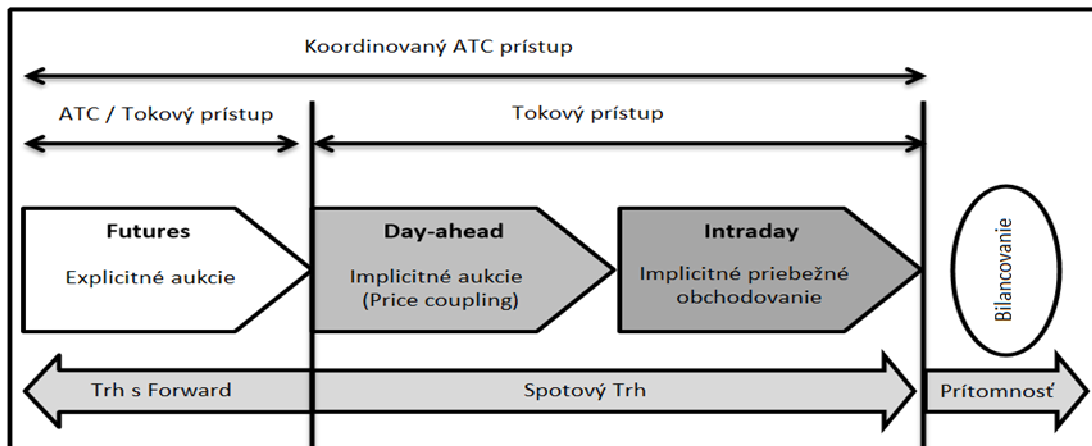 Koordinovaný ATC prístup
ATC / Tokový prístup
Tokový prístup
Futures
Explicitné aukcie
Day-ahead
Implicitné aukcie
(Price coupling)
Intraday
Implicitné priebežné
obchodovanie
Bilancovanie
Trh s Forward
Spotový Trh
Prítomnosť